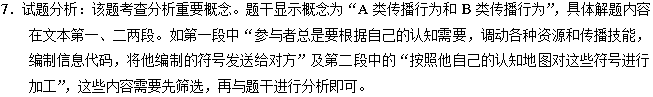 7．试题分析：该题考查分析重要概念。题干显示概念为“A 类传播行为和 B 类传播行为”，具体解题内容
在文本第一、二两段。如第一段中“参与者总是要根据自己的认知需要，调动各种资源和传播技能，
编制信息代码，将他编制的符号发送给对方”及第二段中的“按照他自己的认知地图对这些符号进行
加工”，这些内容需要先筛选，再与题干进行分析即可。